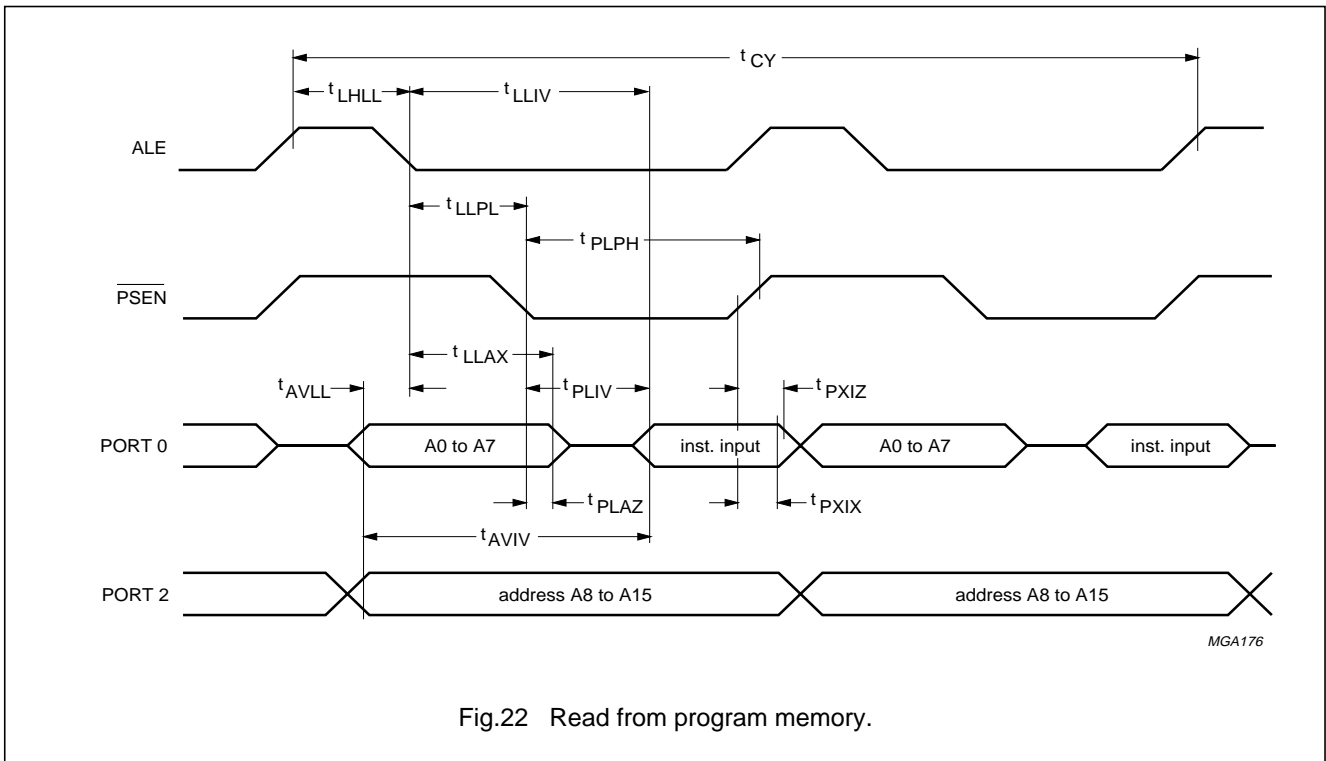 t CY
t LHLL
t LLIV
ALE
t LLPL
t PLPH
PSEN
t LLAX
t AVLL
t PLIV
t PXIZ
PORT 0
A0 to A7
inst. input
A0 to A7
inst. input
t PLAZ
t PXIX
t AVIV
PORT 2
address A8 to A15
address A8 to A15
MGA176
Fig.22 Read from program memory.